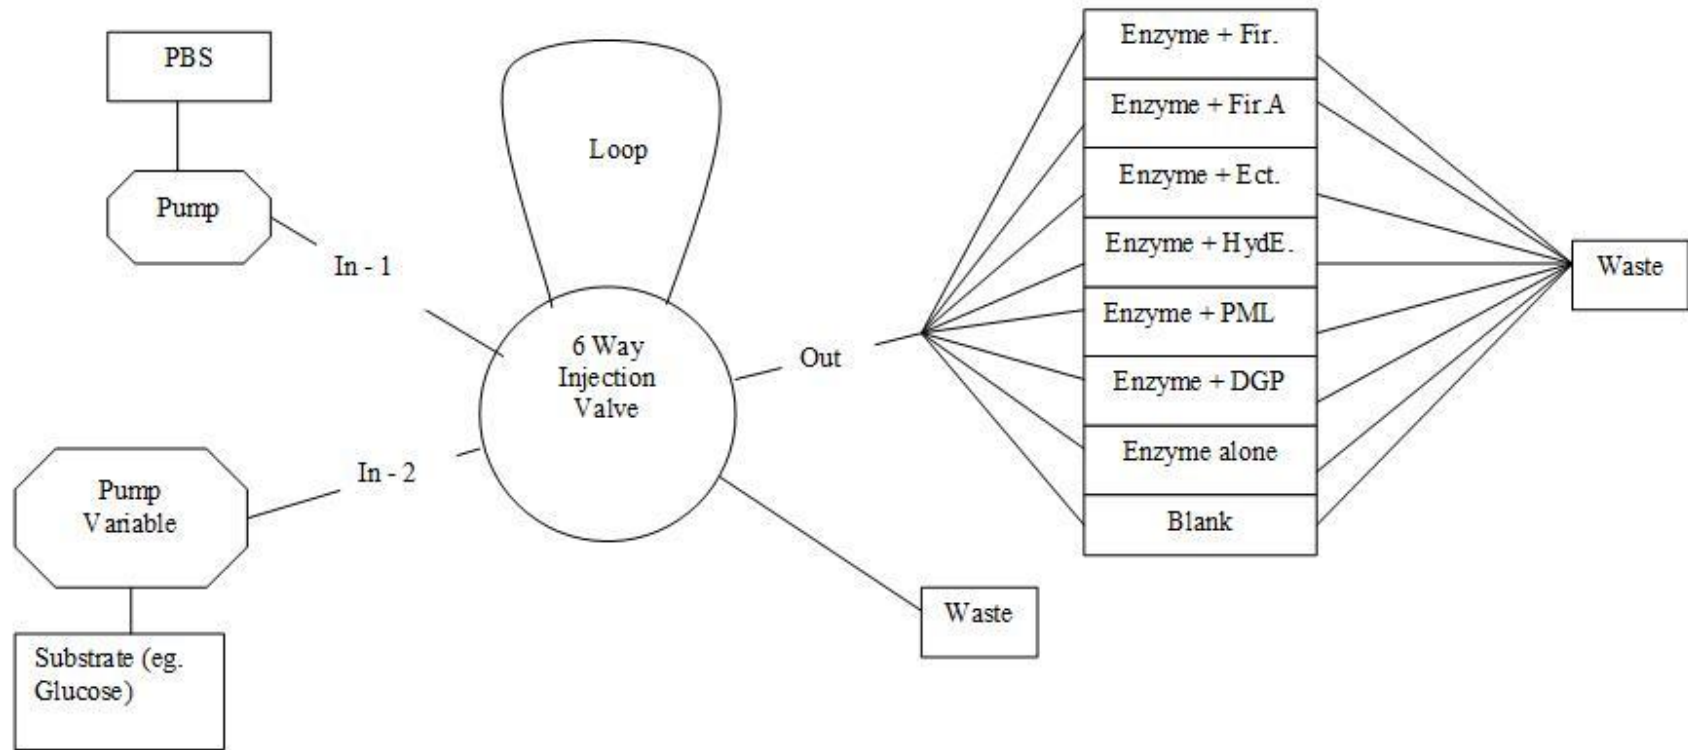 PBS
Pump
In - 1
Loop
6 Way
Injection
Valve
In - 2
Pump
Variable
Substrate (eg.
Glucose)
Out
Waste
Enzyme + Fir.
Enzyme + Fir.A
Enzyme + Ect.
Enzyme + HydE.
Enzyme + PML
Enzyme + DGP
Enzyme alone
Blank
Waste